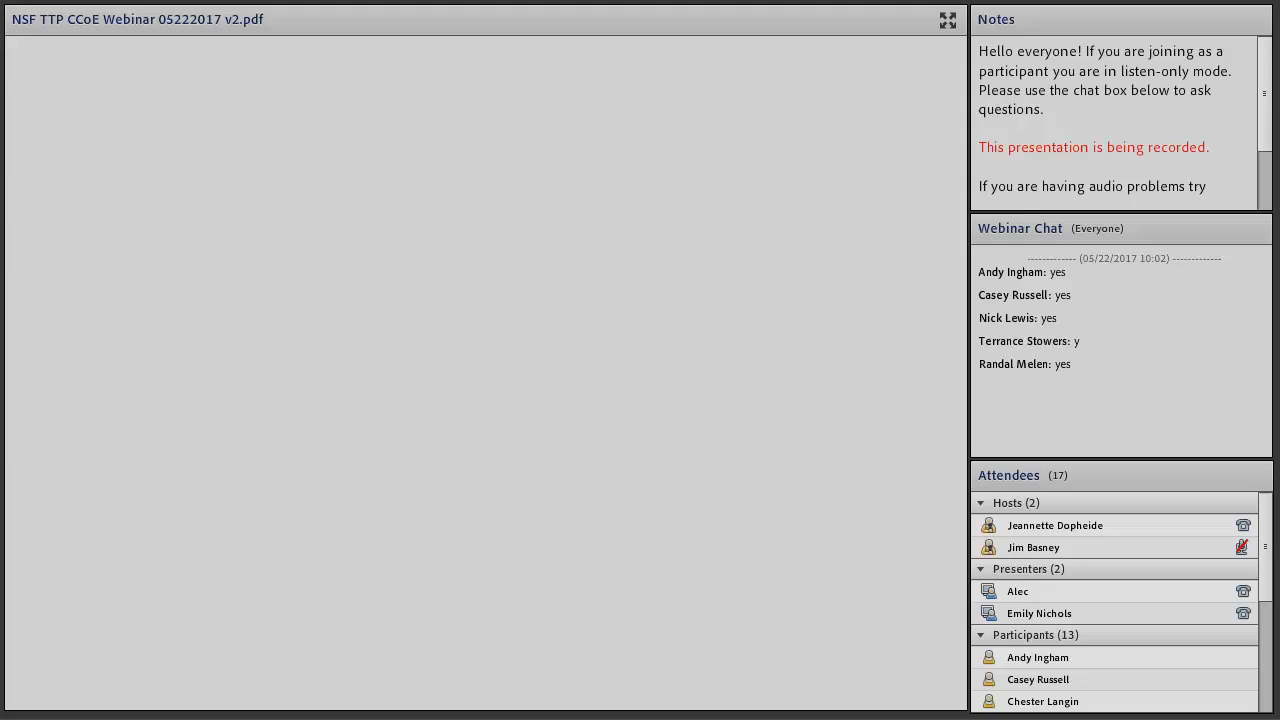 NSF TTP CCoE Webinar 05222017 v2.pdf
Notes
Hello everyone! If you are joining as a
participant you are in listen-only mode.
Please use the chat box below to ask
questions.
This presentation is being recorded.
If you are having audio problems try
Webinar Chat (Everyone)
------------- (05/22/2017 10:02) -------------
Andy Ingham: yes
Casey Russell: yes
Nick Lewis: yes
Terrance Stowers: y
Randal Melen: yes
Attendees (17)
Hosts (2)
Jeannette Dopheide
Jim Basney
Presenters (2)
Alec
Emily Nichols
Participants (13)
Andy Ingham
Casey Russell
Chester Langin